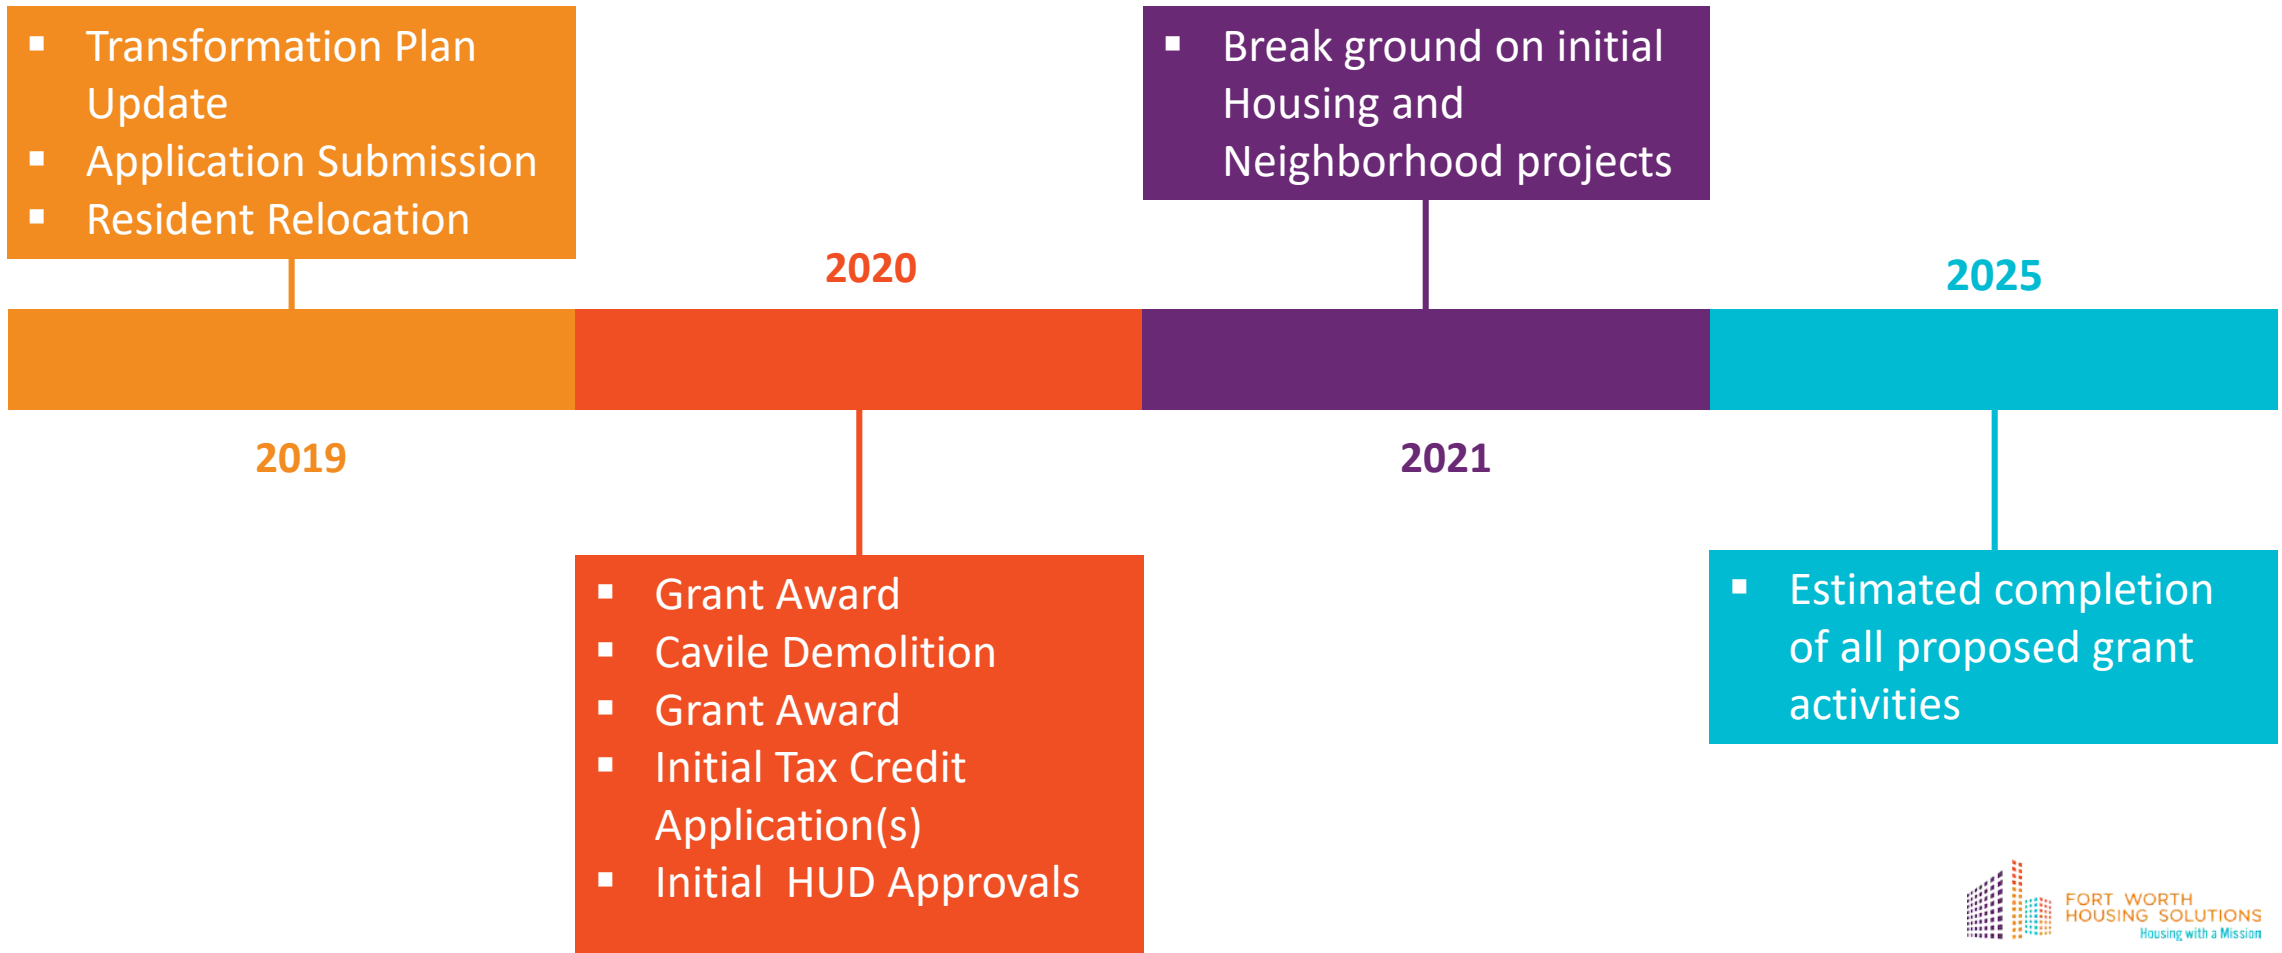 ▪ Transformation Plan
Update
▪ Application Submission
▪ Resident Relocation
2019
2020
▪ Grant Award
▪ Cavile Demolition
▪ Grant Award
▪ Initial Tax Credit
Application(s)
▪ Initial  HUD Approvals
▪ Break ground on initial
Housing and
Neighborhood projects
2021
2025
▪ Estimated completion
of all proposed grant
activities
FORT WORTH
HOUSING SOLUTIONS
Housing with a Mission